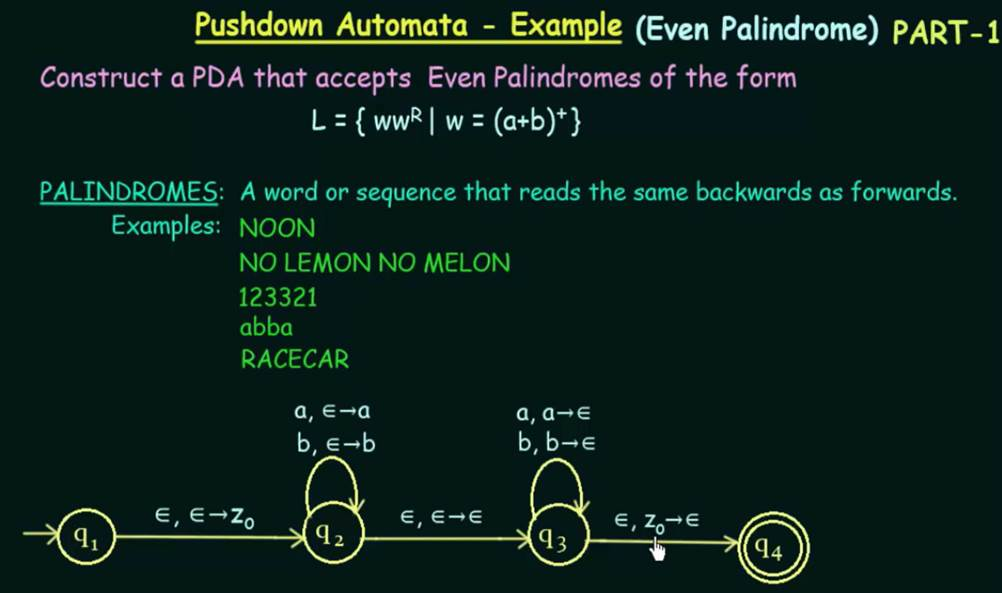 Pushdown Automata - Example (Even Palindrome) PART-1
Construct a PDA that accepts Even Palindromes of the form
L = { wwᴿ | w = (a+b)⁺ }
PALINDROMES: A word or sequence that reads the same backwards as forwards.
Examples: NOON
NO LEMON NO MELON
123321
abba
RACECAR
a, ∈→a
b, ∈→b
a, a→∈
b, b→∈
∈, ∈→z₀
∈, ∈→∈
∈, z₀→∈
q₁
q₂
q₃
q₄